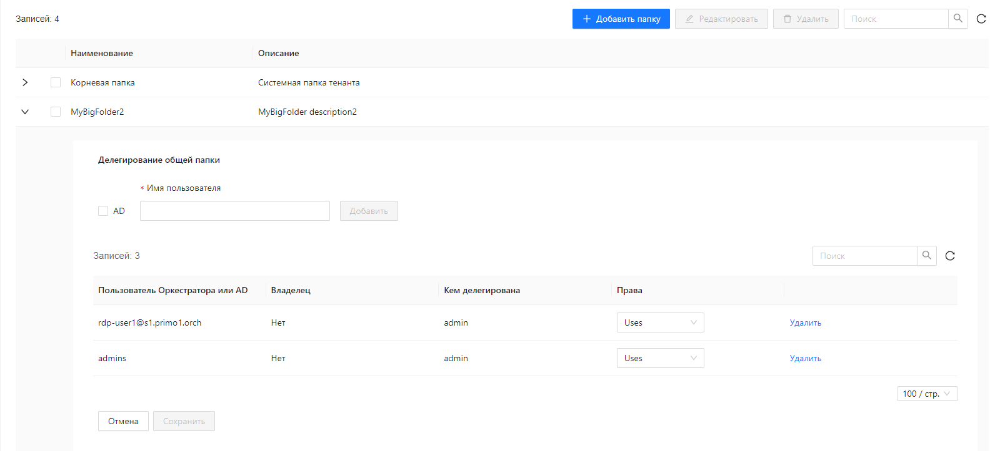 Записей: 4
Добавить папку
Редактировать
Удалить
Поиск
Наименование
Описание
Корневая папка
Системная папка тенанта
MyBigFolder2
MyBigFolder description2
Делегирование общей папки
* Имя пользователя
AD
Добавить
Записей: 3
Поиск
Пользователь Оркестратора или AD
Владелец
Кем делегирована
Права
rdp-user1@s1.primo1.orch
Нет
admin
Uses
Удалить
admins
Нет
admin
Uses
Удалить
100 / стр.
Отмена
Сохранить